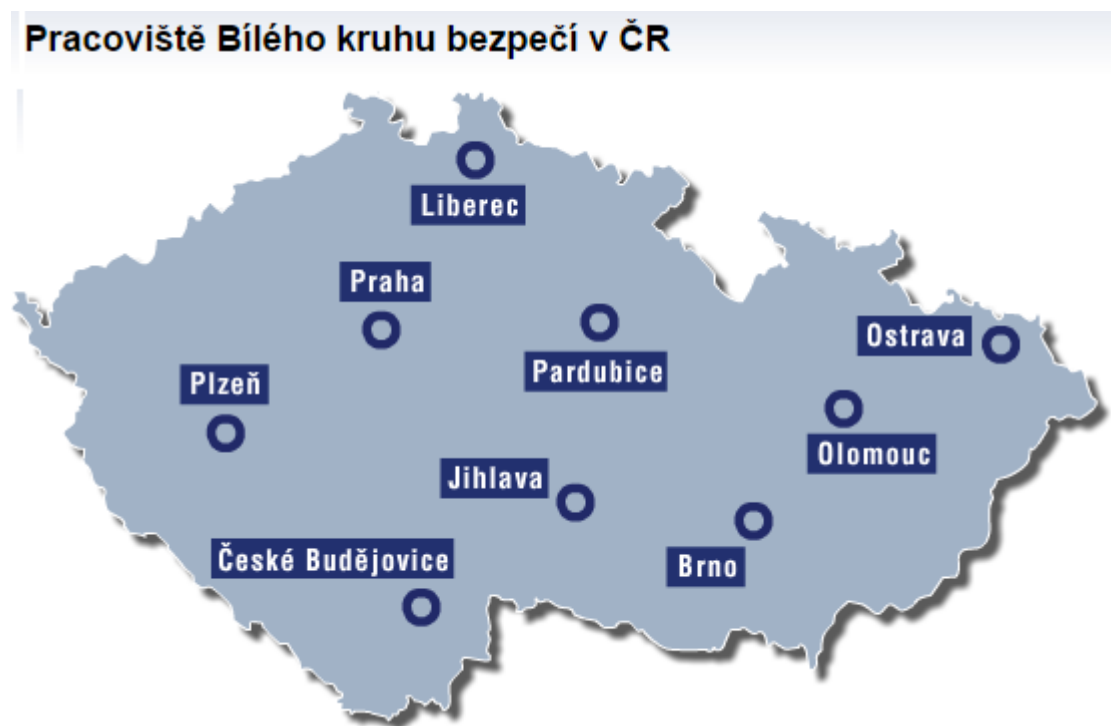 Pracoviště Bílého kruhu bezpečí v ČR
Liberec
Praha
Ostrava
Pardubice
Plzeň
Olomouc
Jihlava
Brno
České Budějovice